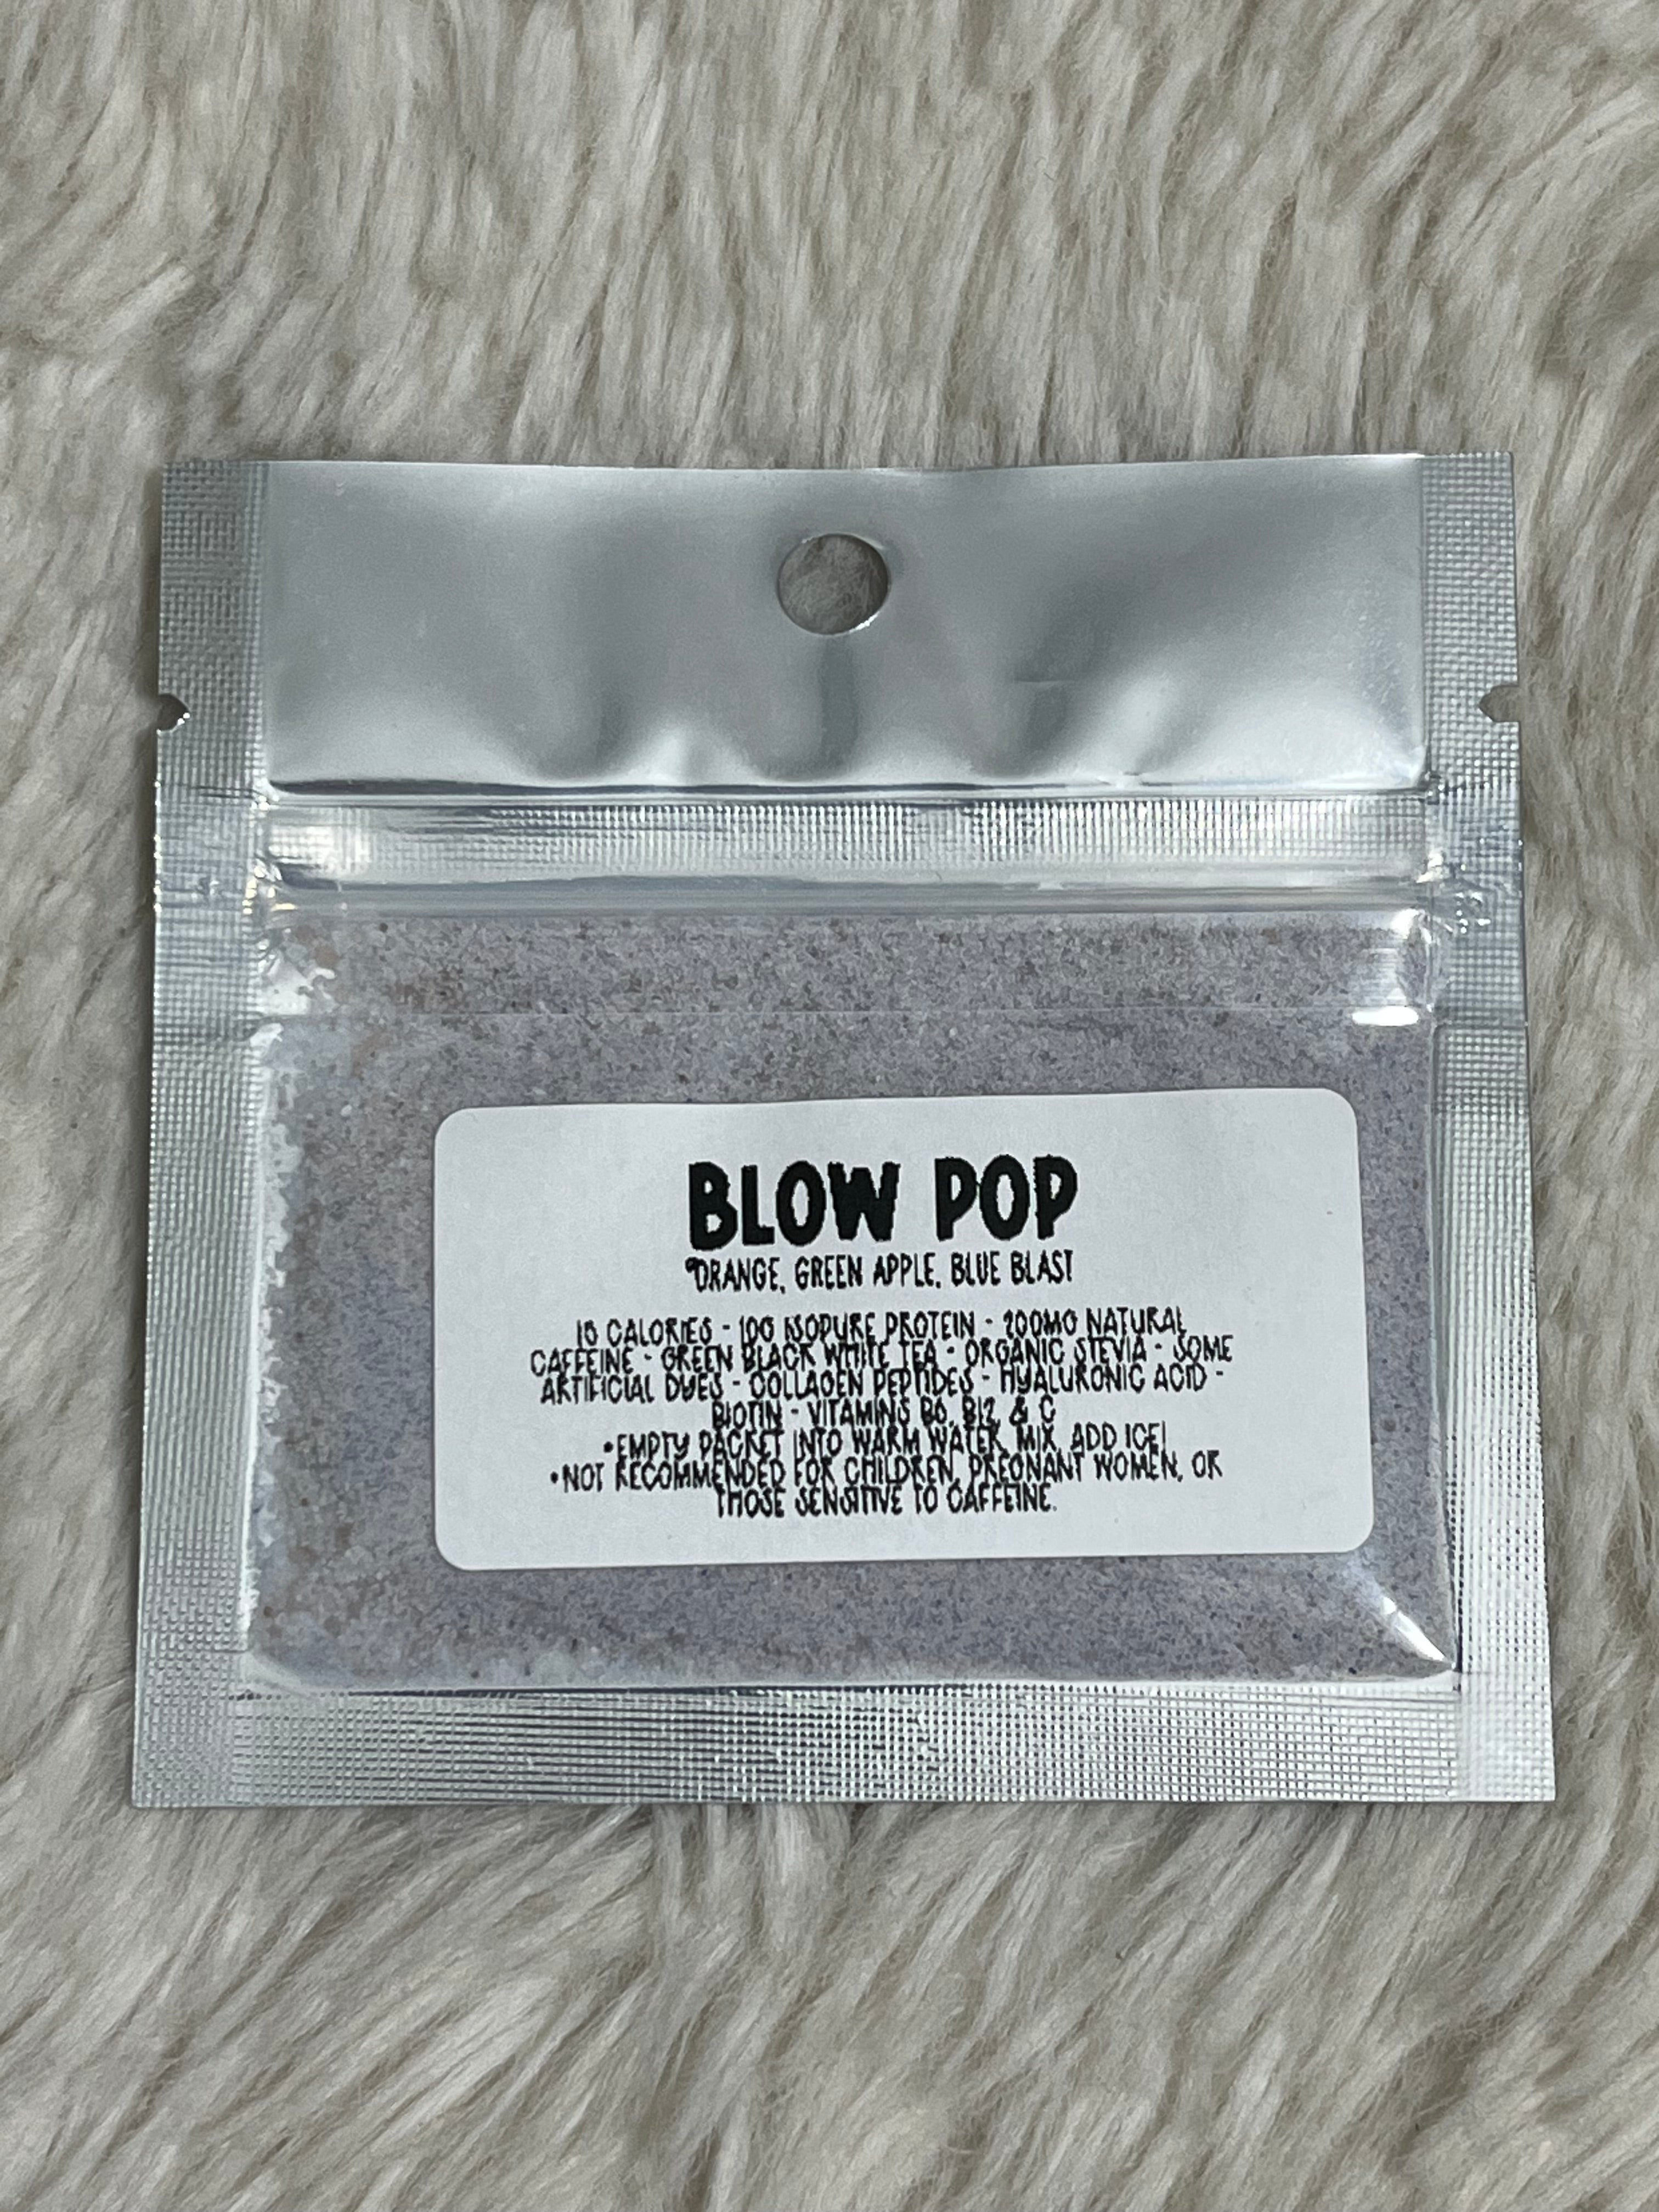 BLOW POP
*ORANGE, GREEN APPLE, BLUE BLAST
CALORIES - 10G ISOPURE PROTEIN - 200MG NATURAL
CAFFEINE - GREEN BLACK WHITE TEA - ORGANIC STEVIA - SOME
ARTIFICIAL DYES - COLLAGEN PEPTIDES - HYALURONIC ACID -
BIOTIN - VITAMINS B6, B12, & C
•EMPTY PACKET INTO WARM WATER, MIX, ADD ICE!
•NOT RECOMMENDED FOR CHILDREN, PREGNANT WOMEN, OR
THOSE SENSITIVE TO CAFFEINE.